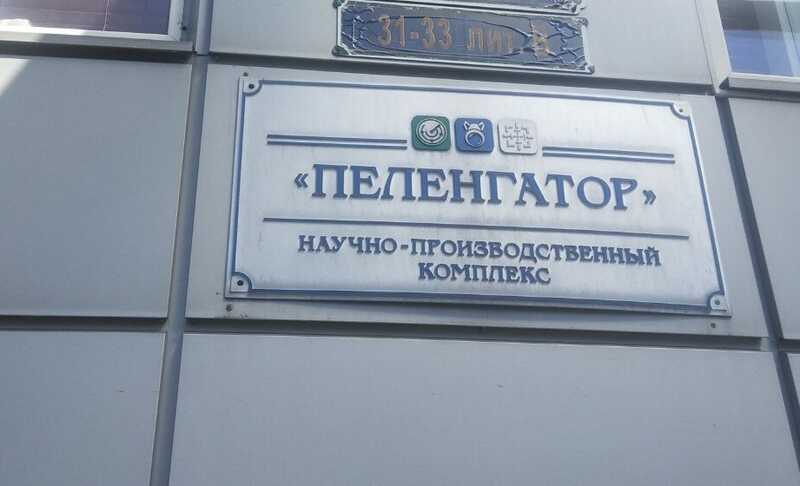 31-33 лит В
«ПЕЛЕНГАТОР»
НАУЧНО-ПРОИЗВОДСТВЕННЫЙ
КОМПЛЕКС